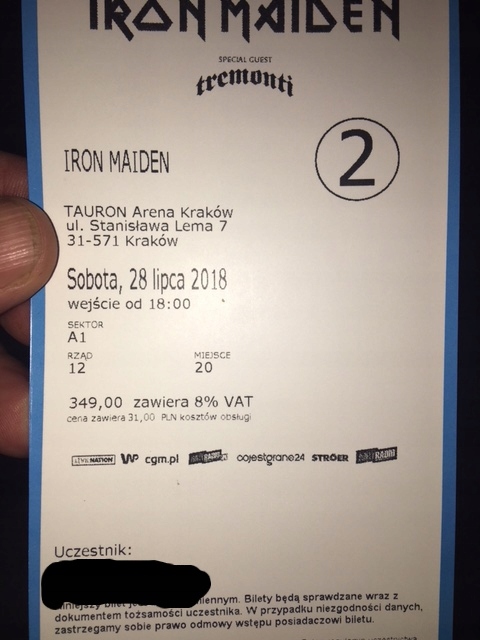 IRON MAIDEN
SPECIAL GUEST
tremonti
2
IRON MAIDEN
TAURON Arena Kraków
ul. Stanisława Lema 7
31-571 Kraków
Sobota, 28 lipca 2018
wejście od 18:00
SEKTOR
A1
RZĄD MIEJSCE
12 20
349,00 zawiera 8% VAT
cena zawiera 31,00 PLN kosztów obsługi
LIVE NATION WP cgm.pl ANTYRADIO cojestgrane24 STRÖER ANTYRADIO
Uczestnik:
Bilety będą sprawdzane wraz z
dokumentem tożsamości uczestnika. W przypadku niezgodności danych,
zastrzegamy sobie prawo odmowy wstępu posiadaczowi biletu.